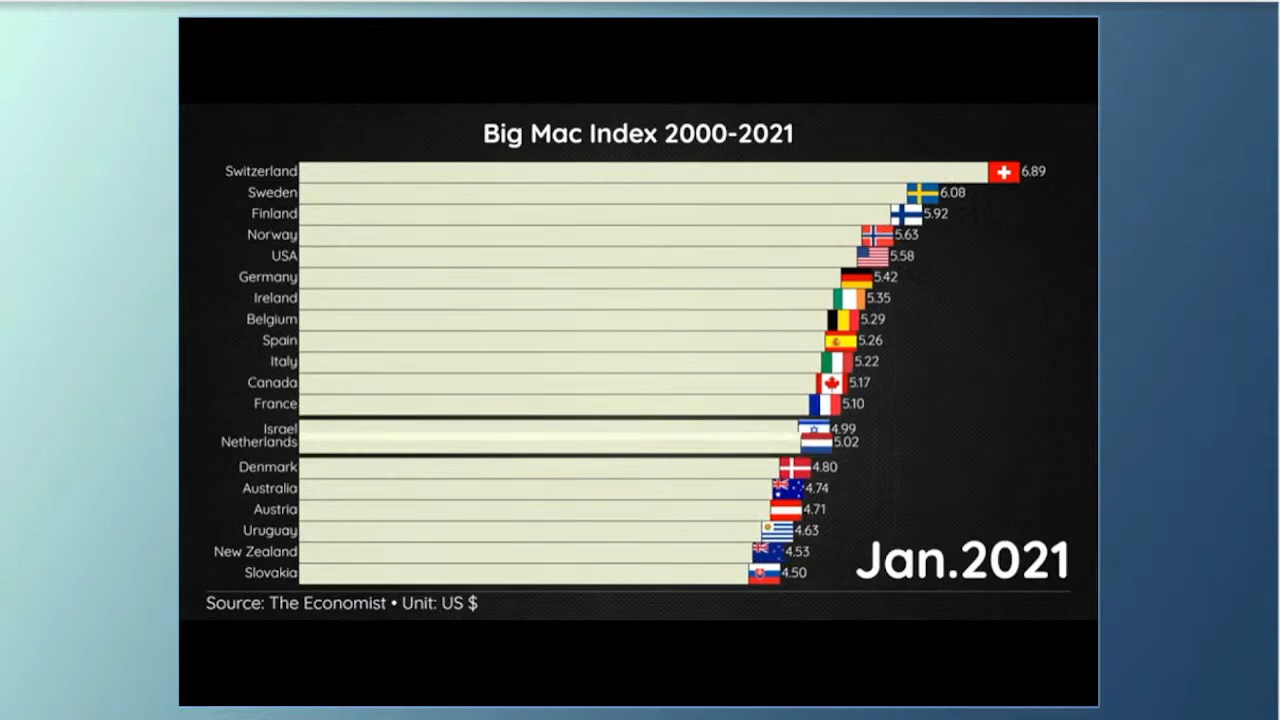 Big Mac Index 2000-2021
Switzerland 6.89
Sweden 6.08
Finland 5.92
Norway 5.63
USA 5.58
Germany 5.42
Ireland 5.35
Belgium 5.29
Spain 5.26
Italy 5.22
Canada 5.17
France 5.10
Israel 4.99
Netherlands 5.02
Denmark 4.80
Australia 4.74
Austria 4.71
Uruguay 4.63
New Zealand 4.53
Slovakia 4.50
Jan.2021
Source: The Economist • Unit: US $